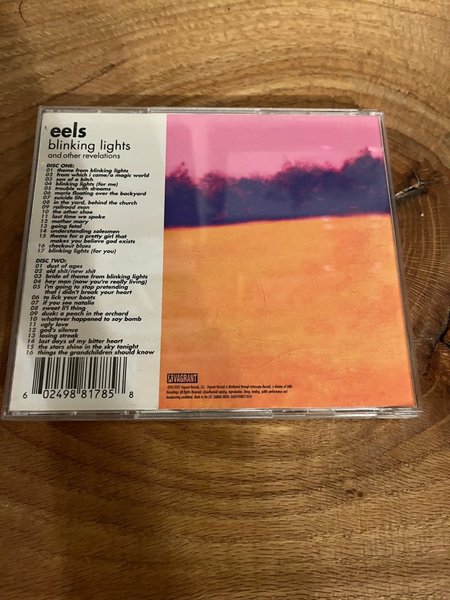 eels
blinking lights
and other revelations
DISC ONE:
01 theme from blinking lights
02 from which i came/a magic world
03 son of a bitch
04 blinking lights (for me)
05 trouble with dreams
06 marie floating over the backyard
07 suicide life
08 in the yard, behind the church
09 railroad man
10 the other shoe
11 last time we spoke
12 mother mary
13 going fetal
14 understanding salesmen
15 theme for a pretty girl that
makes you believe god exists
16 checkout blues
17 blinking lights (for you)
DISC TWO:
01 dust of ages
02 old shit/new shit
03 bride of theme from blinking lights
04 hey man (now you're really living)
05 i'm going to stop pretending
that i didn't break your heart
06 to lick your boots
07 if you see natalie
08 sweet li'l thing
09 dusk: a peach in the orchard
10 whatever happened to soy bomb
11 ugly love
12 god's silence
13 losing streak
14 last days of my bitter heart
15 the stars shine in the sky tonight
16 things the grandchildren should know
6 02498 81785 8
VAGRANT